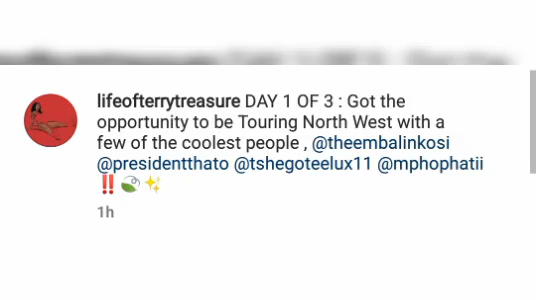 lifeofterrytreasure DAY 1 OF 3 : Got the
opportunity to be Touring North West with a
few of the coolest people , @theembalinkosi
@presidentthato @tshegoteelux11 @mphophatii
‼️🍃✨
1h